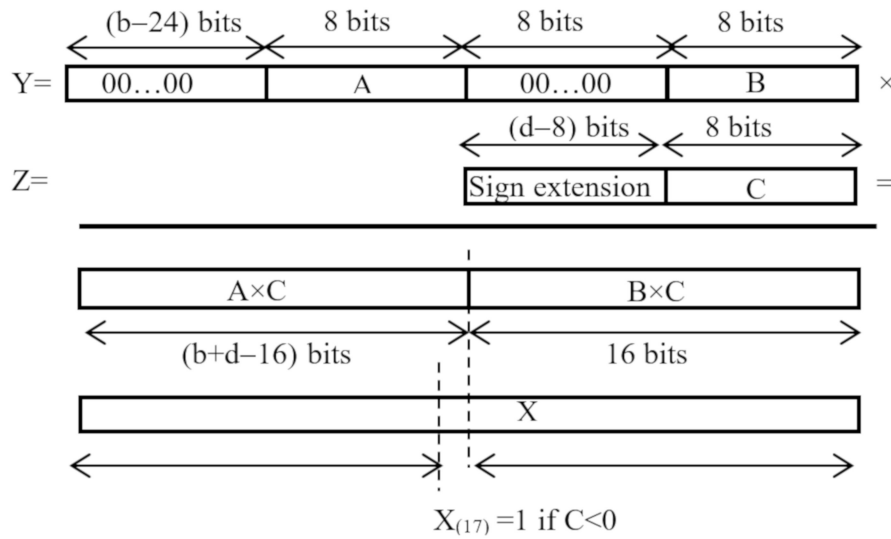 (b–24) bits 8 bits 8 bits 8 bits
Y= 00...00 A 00...00 B ×
(d–8) bits 8 bits
Z= Sign extension C =
A×C B×C
(b+d–16) bits 16 bits
X
X(17) =1 if C<0